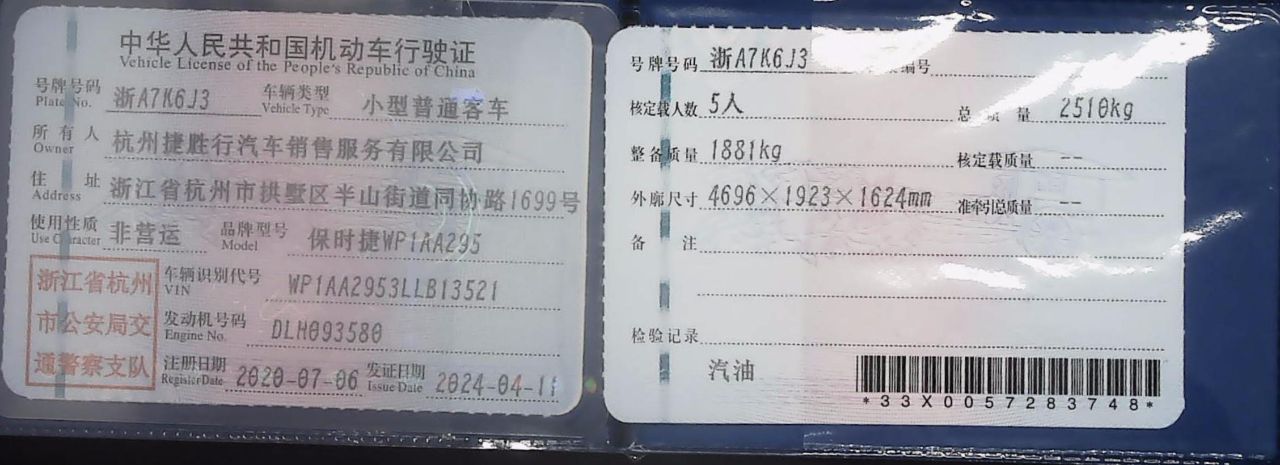 中华人民共和国机动车行驶证
Vehicle License of the People's Republic of China
号牌号码 浙A7K6J3 车辆类型 小型普通客车
Plate No. Vehicle Type
所有人 杭州捷胜行汽车销售服务有限公司
Owner
住址 浙江省杭州市拱墅区半山街道同协路1699号
Address
使用性质 非营运 品牌型号 保时捷WP1AA295
Use Character Model
浙江省杭州
市公安局交
通警察支队
车辆识别代号 WP1AA2953LLB13521
VIN
发动机号码 DLH093580
Engine No.
注册日期 2020-07-06 发证日期 2024-04-11
Register Date Issue Date
号牌号码 浙A7K6J3 编号
核定载人数 5人 总质量 2510kg
整备质量 1881kg 核定载质量 --
外廓尺寸 4696×1923×1624mm 准牵引总质量 --
备注
检验记录
汽油
*33X0057283748*